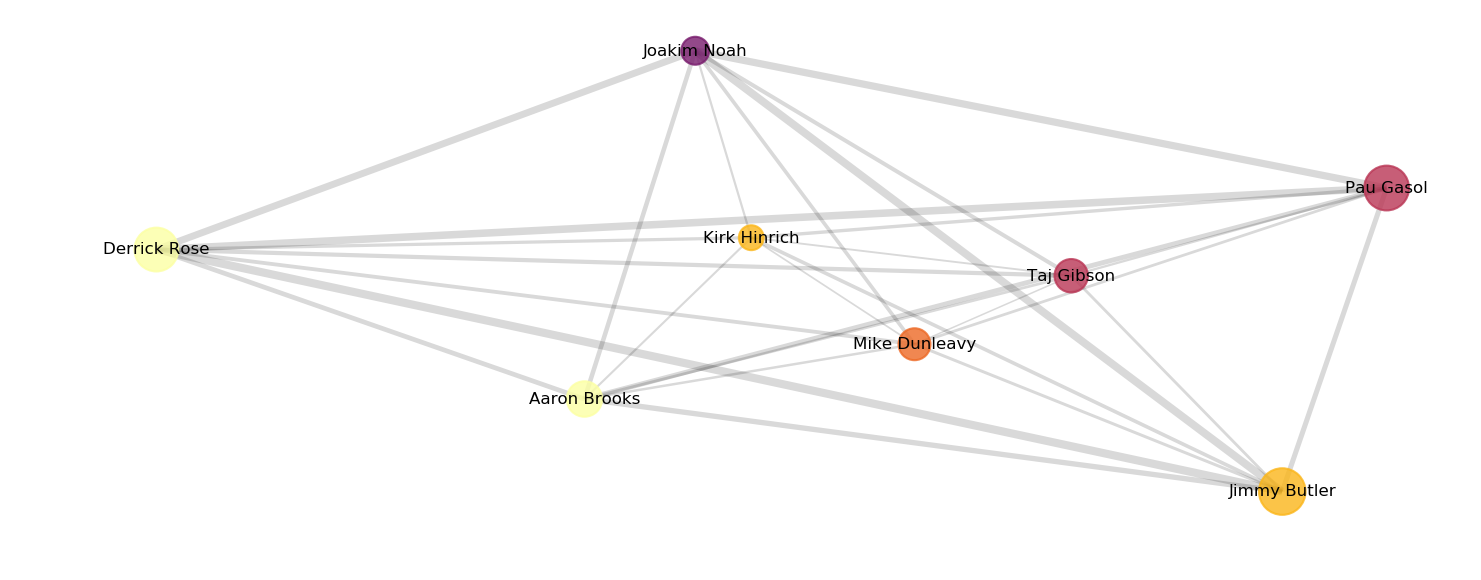 Joakim Noah
Pau Gasol
Derrick Rose
Kirk Hinrich
Taj Gibson
Mike Dunleavy
Aaron Brooks
Jimmy Butler